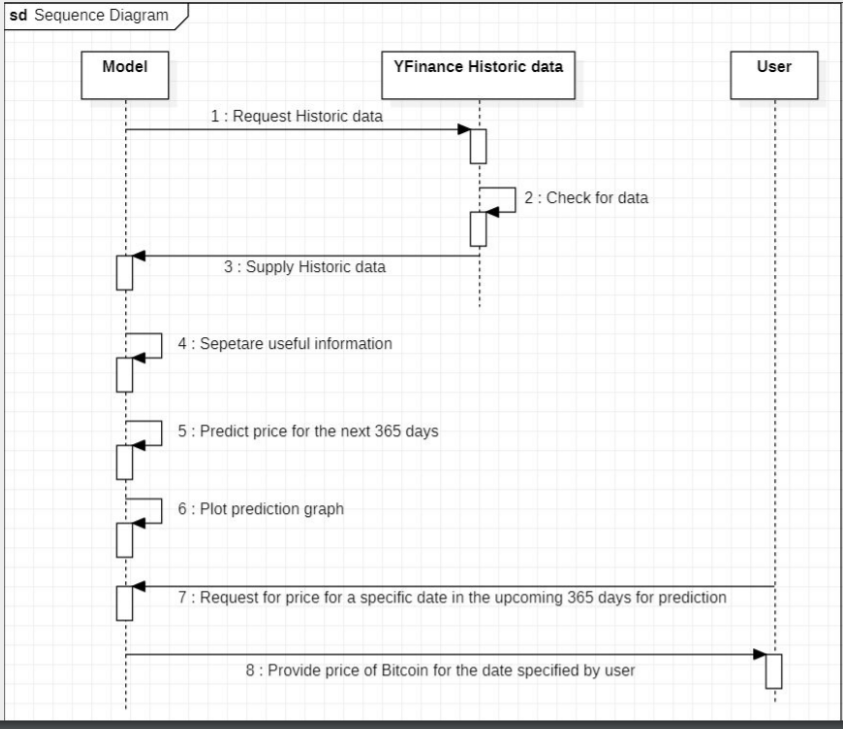 sd Sequence Diagram
Model
YFinance Historic data
User
1 : Request Historic data
2 : Check for data
3 : Supply Historic data
4 : Sepetare useful information
5 : Predict price for the next 365 days
6 : Plot prediction graph
7 : Request for price for a specific date in the upcoming 365 days for prediction
8 : Provide price of Bitcoin for the date specified by user